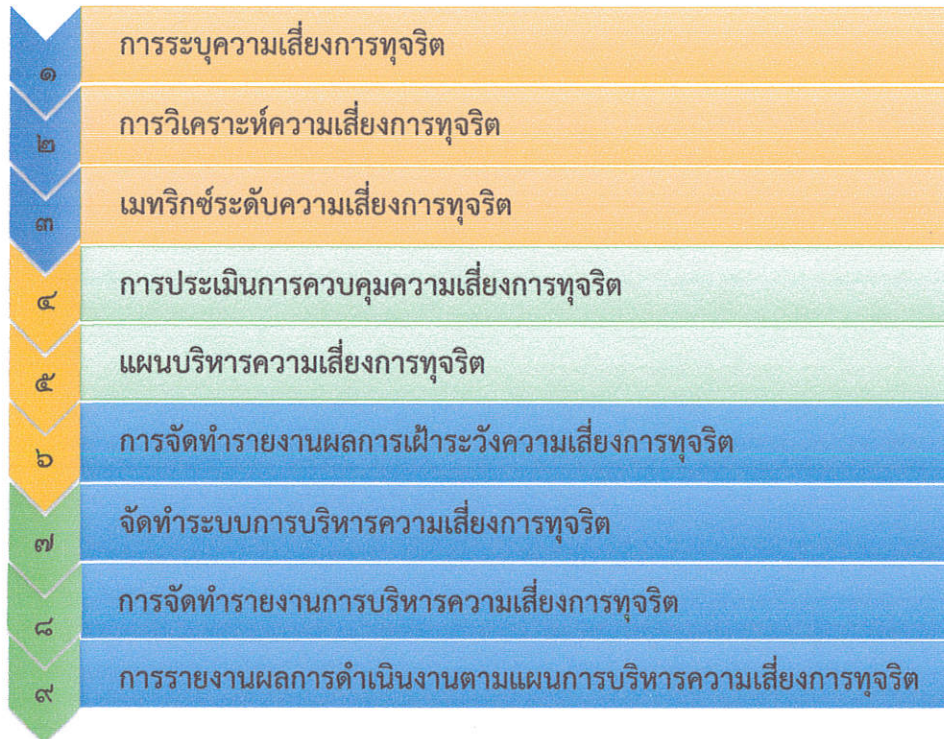 ๑ การระบุความเสี่ยงการทุจริต
๒ การวิเคราะห์ความเสี่ยงการทุจริต
๓ เมทริกซ์ระดับความเสี่ยงการทุจริต
๔ การประเมินการควบคุมความเสี่ยงการทุจริต
๕ แผนบริหารความเสี่ยงการทุจริต
๖ การจัดทำรายงานผลการเฝ้าระวังความเสี่ยงการทุจริต
๗ จัดทำระบบการบริหารความเสี่ยงการทุจริต
๘ การจัดทำรายงานการบริหารความเสี่ยงการทุจริต
๙ การรายงานผลการดำเนินงานตามแผนการบริหารความเสี่ยงการทุจริต